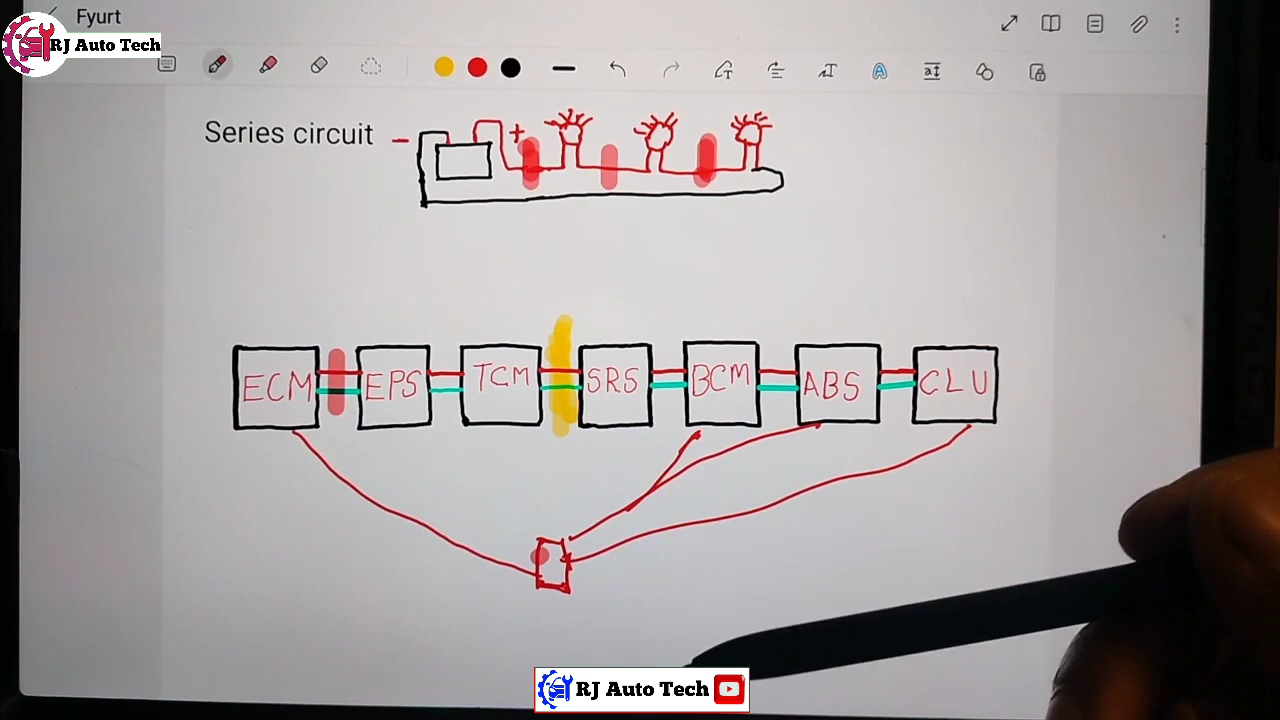 Fyurt
RJ Auto Tech
Series circuit
- +
ECM EPS TCM SRS BCM ABS CLU
RJ Auto Tech